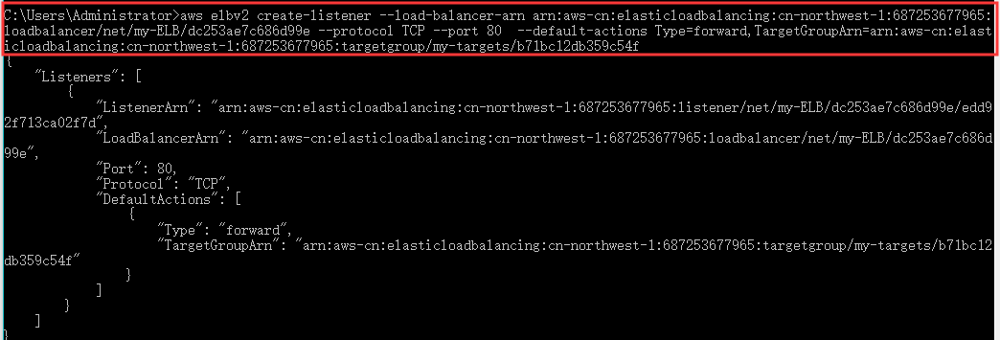 C:\Users\Administrator>aws elbv2 create-listener --load-balancer-arn arn:aws-cn:elasticloadbalancing:cn-northwest-1:687253677965:
loadbalancer/net/my-ELB/dc253ae7c686d99e --protocol TCP --port 80  --default-actions Type=forward,TargetGroupArn=arn:aws-cn:elast
icloadbalancing:cn-northwest-1:687253677965:targetgroup/my-targets/b71bc12db359c54f
{
    "Listeners": [
        {
            "ListenerArn": "arn:aws-cn:elasticloadbalancing:cn-northwest-1:687253677965:listener/net/my-ELB/dc253ae7c686d99e/edd9
2f713ca02f7d",
            "LoadBalancerArn": "arn:aws-cn:elasticloadbalancing:cn-northwest-1:687253677965:loadbalancer/net/my-ELB/dc253ae7c686d
99e",
            "Port": 80,
            "Protocol": "TCP",
            "DefaultActions": [
                {
                    "Type": "forward",
                    "TargetGroupArn": "arn:aws-cn:elasticloadbalancing:cn-northwest-1:687253677965:targetgroup/my-targets/b71bc12
db359c54f"
                }
            ]
        }
    ]
}